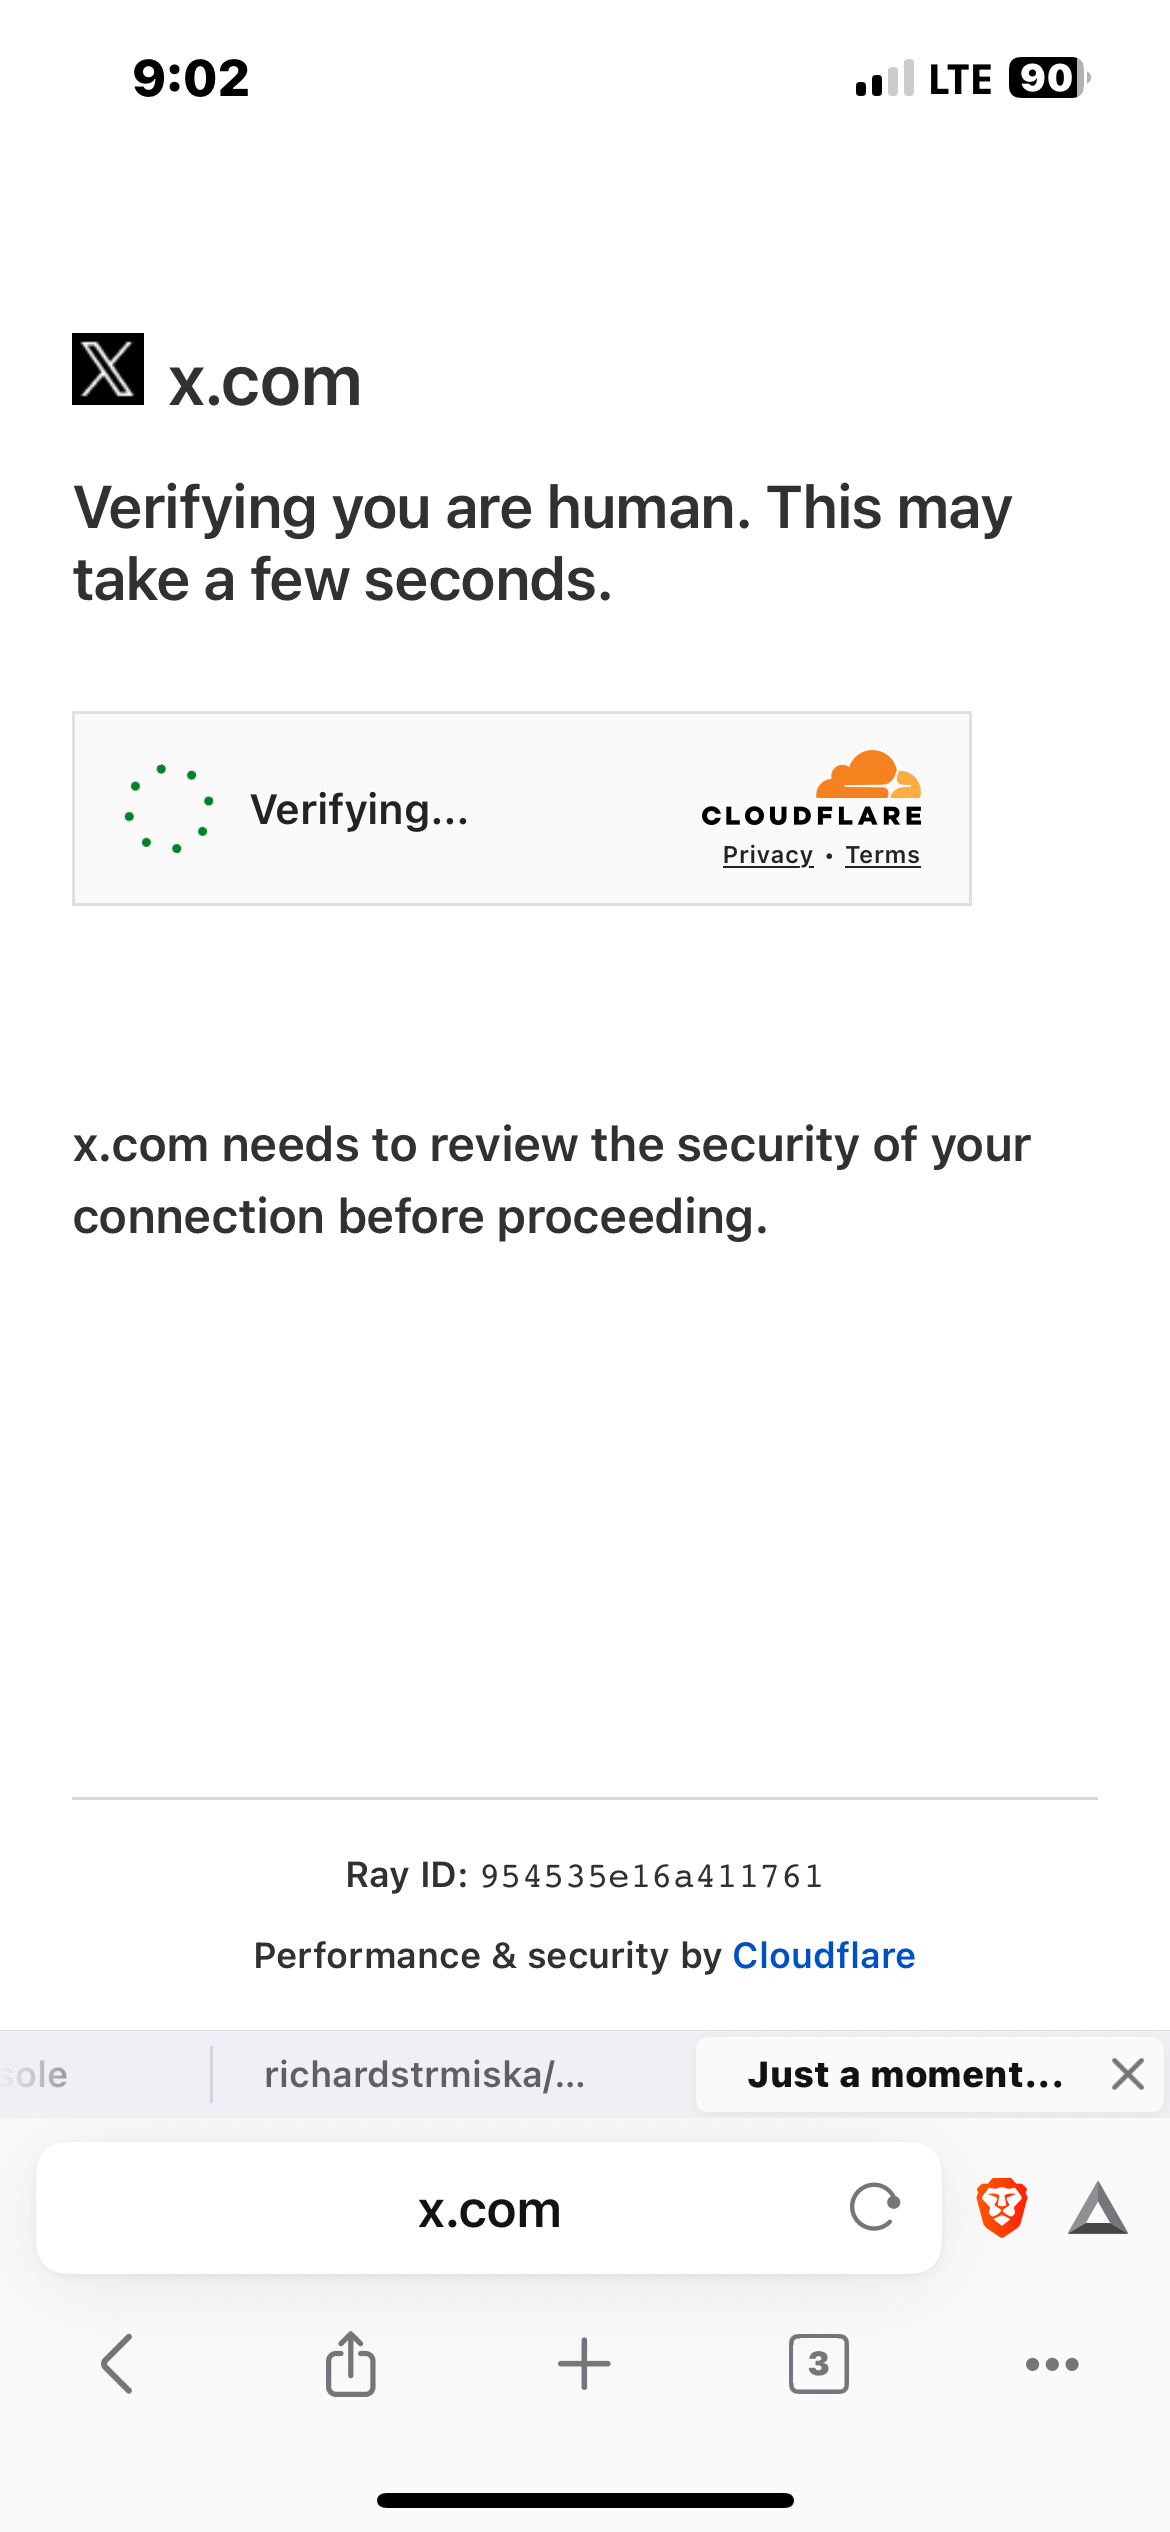 9:02
LTE 90
x.com
Verifying you are human. This may
take a few seconds.
Verifying...
CLOUDFLARE
Privacy • Terms
x.com needs to review the security of your
connection before proceeding.
Ray ID: 954535e16a411761
Performance & security by Cloudflare
sole
richardstrmiska/...
Just a moment...
x.com
3